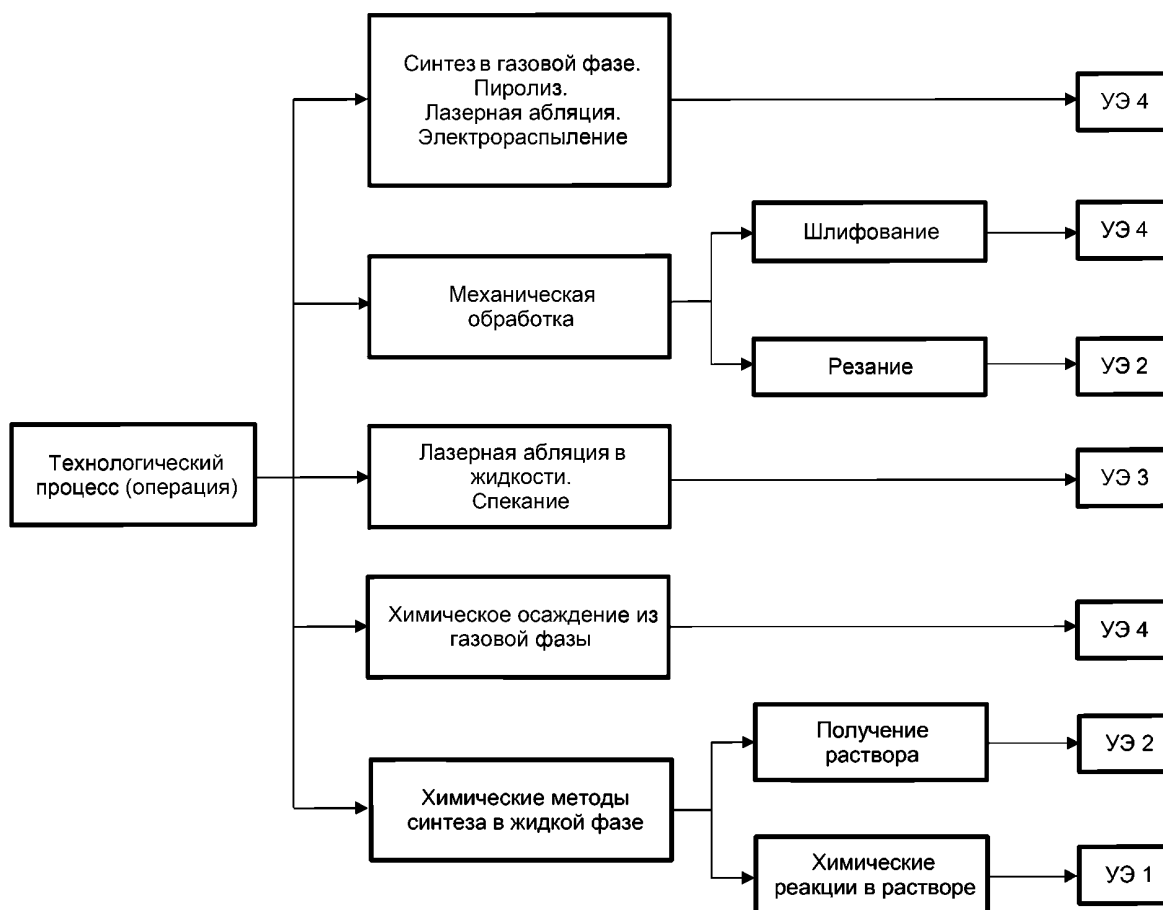 Синтез в газовой фазе.
Пиролиз.
Лазерная абляция.
Электрораспыление
УЭ 4
Шлифование
УЭ 4
Механическая
обработка
Резание
УЭ 2
Технологический
процесс (операция)
Лазерная абляция в
жидкости.
Спекание
УЭ 3
Химическое осаждение из
газовой фазы
УЭ 4
Получение
раствора
УЭ 2
Химические методы
синтеза в жидкой фазе
Химические
реакции в растворе
УЭ 1